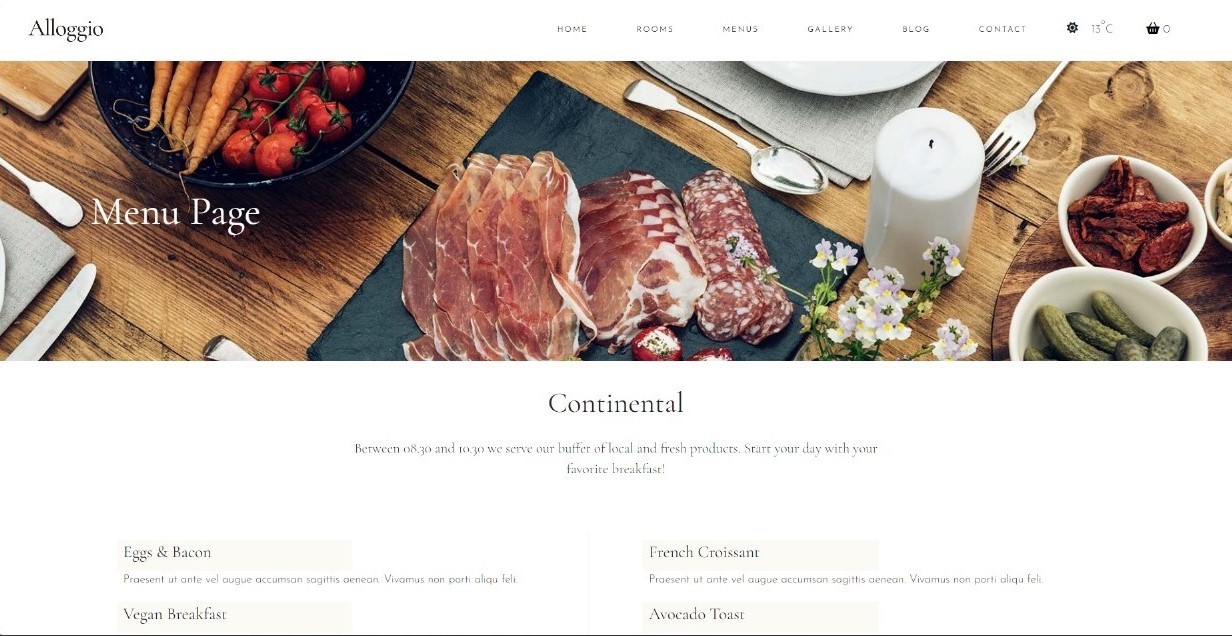 Alloggio
HOME ROOMS MENUS GALLERY BLOG CONTACT 13°C 0
Menu Page
Continental
Between 08.30 and 10.30 we serve our buffet of local and fresh products. Start your day with your
favorite breakfast!
Eggs & Bacon
Praesent ut ante vel augue accumsan sagittis aenean. Vivamus non porti aliqu feli.
Vegan Breakfast
French Croissant
Praesent ut ante vel augue accumsan sagittis aenean. Vivamus non porti aliqu feli.
Avocado Toast